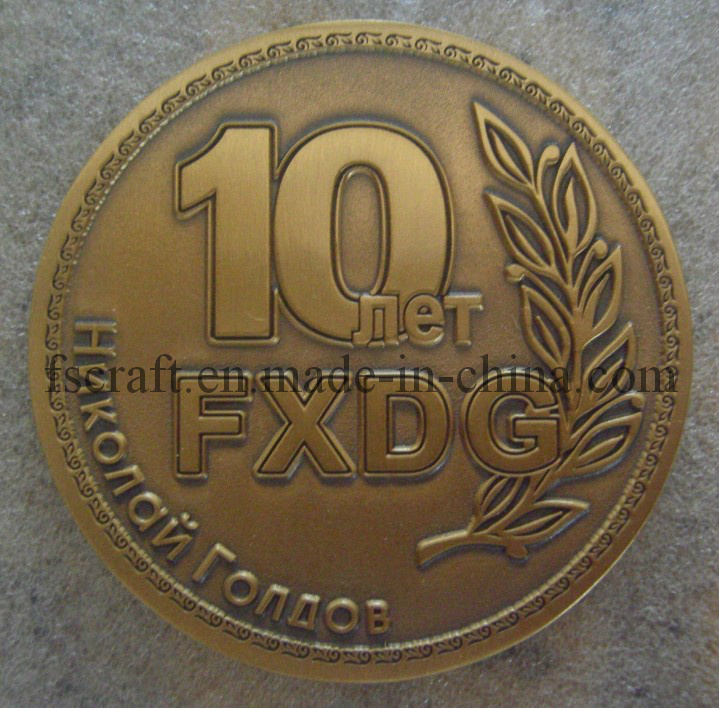 10
лет
fscraft.en.made-in-china.com
FXDG
Николай Голдов